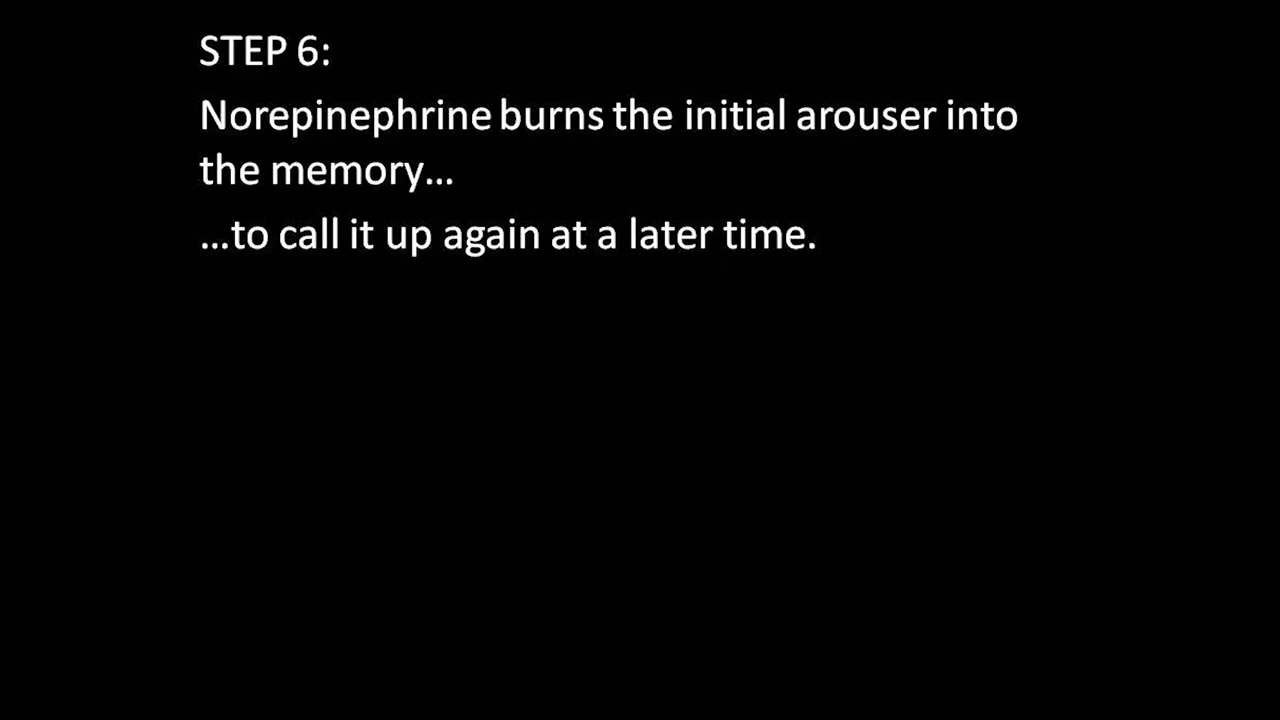 STEP 6:
Norepinephrine burns the initial arouser into
the memory…
…to call it up again at a later time.